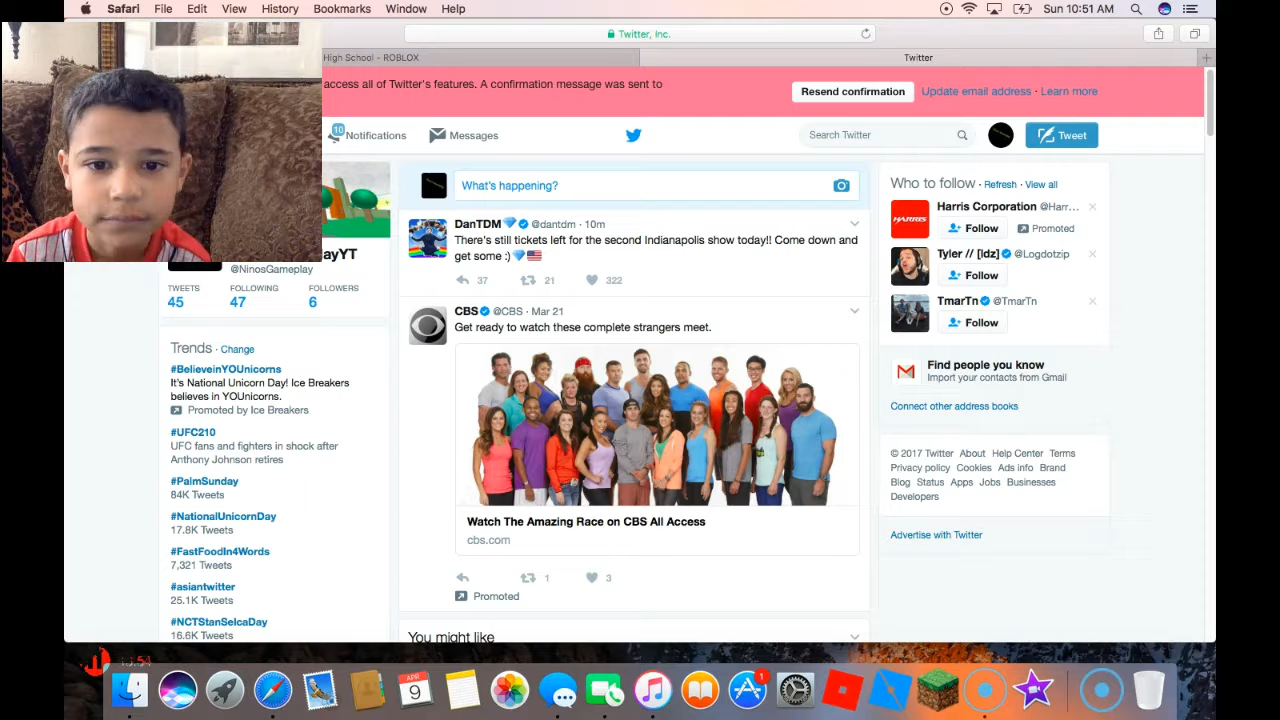 Safari File Edit View History Bookmarks Window Help
Sun 10:51 AM
Twitter, Inc.
High School - ROBLOX
Twitter
access all of Twitter's features. A confirmation message was sent to
Resend confirmation
Update email address · Learn more
10
Notifications
Messages
Search Twitter
Tweet
ayYT
@NinosGameplay
TWEETS FOLLOWING FOLLOWERS
45 47 6
Trends · Change
#BelieveinYOUnicorns
It's National Unicorn Day! Ice Breakers
believes in YOUnicorns.
Promoted by Ice Breakers
#UFC210
UFC fans and fighters in shock after
Anthony Johnson retires
#PalmSunday
84K Tweets
#NationalUnicornDay
17.8K Tweets
#FastFoodIn4Words
7,321 Tweets
#asiantwitter
25.1K Tweets
#NCTStanSelcaDay
16.6K Tweets
What's happening?
DanTDM @dantdm · 10m
There's still tickets left for the second Indianapolis show today!! Come down and
get some :)
37 21 322
CBS @CBS · Mar 21
Get ready to watch these complete strangers meet.
Watch The Amazing Race on CBS All Access
cbs.com
1 3
Promoted
You might like
Who to follow · Refresh · View all
HARRIS
Harris Corporation @Harr...
Follow
Promoted
Tyler // [ldz] @Logdotzip
Follow
TmarTn @TmarTn
Follow
Find people you know
Import your contacts from Gmail
Connect other address books
© 2017 Twitter About Help Center Terms
Privacy policy Cookies Ads info Brand
Blog Status Apps Jobs Businesses
Developers
Advertise with Twitter
APR
9
1